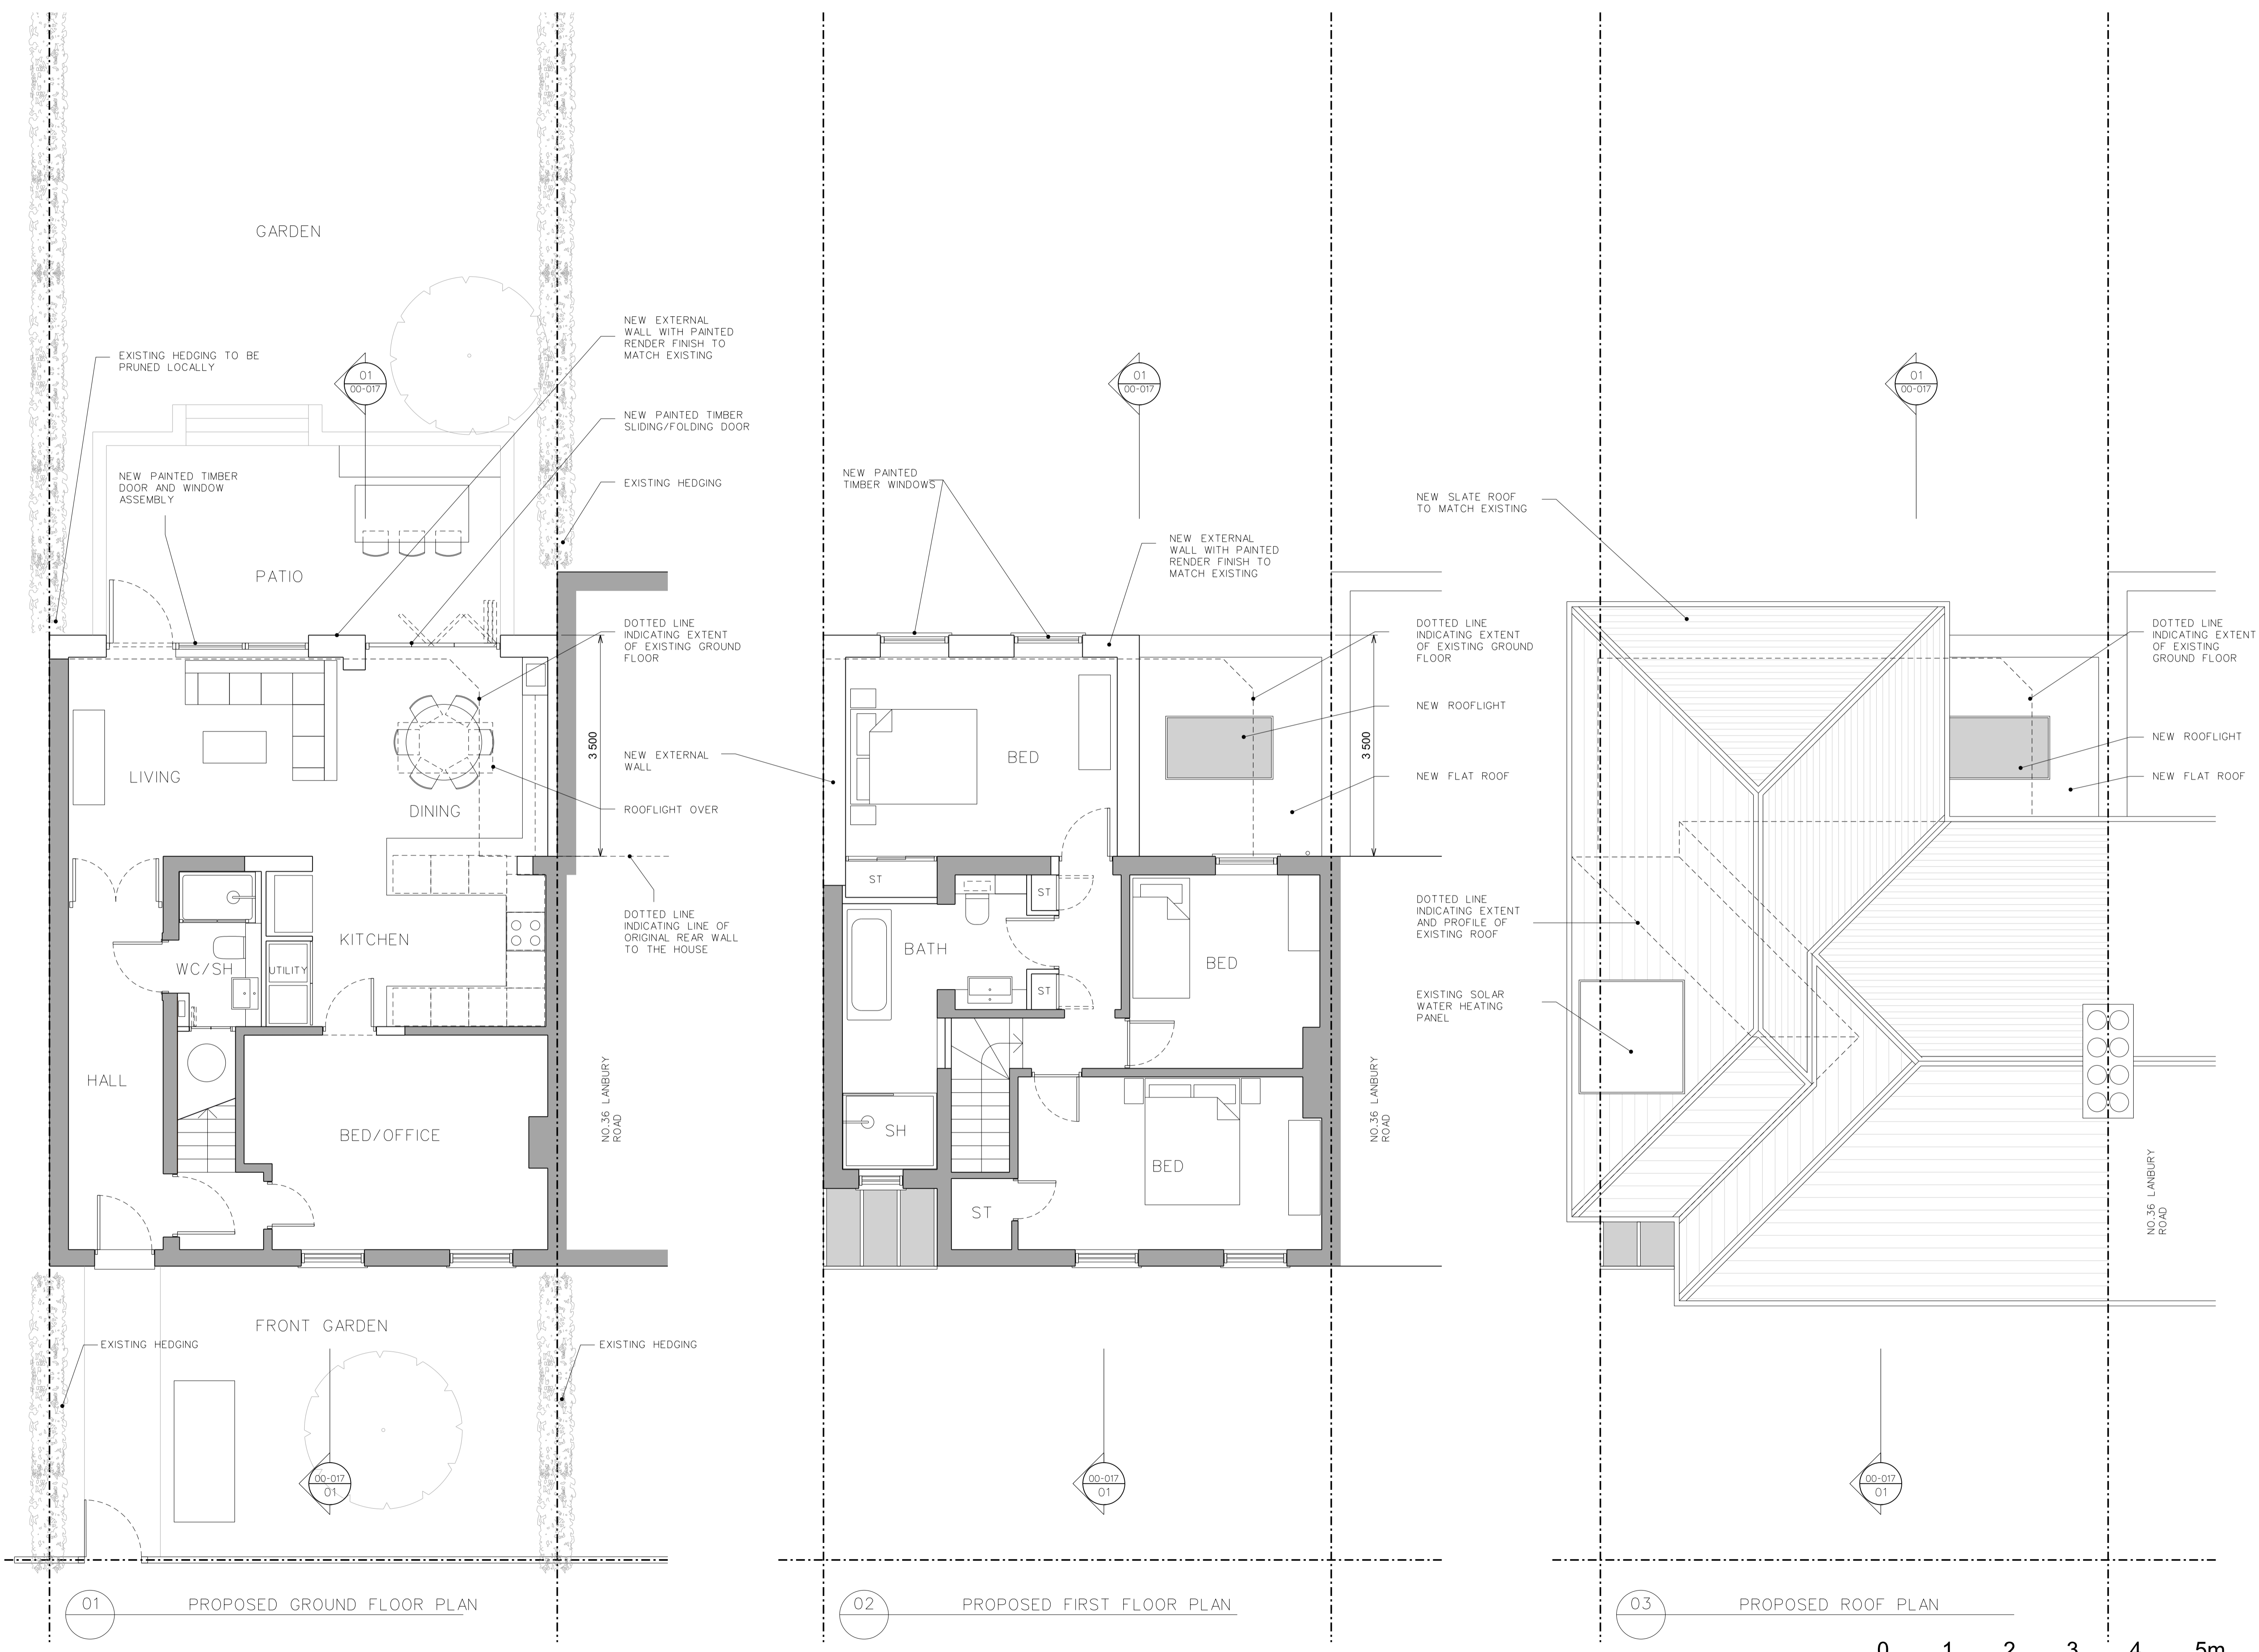 GARDEN
EXISTING HEDGING TO BE
PRUNED LOCALLY
01
00-017
NEW EXTERNAL
WALL WITH PAINTED
RENDER FINISH TO
MATCH EXISTING
NEW PAINTED TIMBER
SLIDING/FOLDING DOOR
NEW PAINTED TIMBER
DOOR AND WINDOW
ASSEMBLY
EXISTING HEDGING
PATIO
DOTTED LINE
INDICATING EXTENT
OF EXISTING GROUND
FLOOR
3 500
LIVING
DINING
NEW EXTERNAL
WALL
ROOFLIGHT OVER
DOTTED LINE
INDICATING LINE OF
ORIGINAL REAR WALL
TO THE HOUSE
KITCHEN
WC/SH
UTILITY
HALL
BED/OFFICE
NO.36 LANBURY
ROAD
FRONT GARDEN
EXISTING HEDGING
EXISTING HEDGING
00-017
01
01
PROPOSED GROUND FLOOR PLAN
01
00-017
NEW PAINTED
TIMBER WINDOWS
NEW EXTERNAL
WALL WITH PAINTED
RENDER FINISH TO
MATCH EXISTING
DOTTED LINE
INDICATING EXTENT
OF EXISTING GROUND
FLOOR
NEW ROOFLIGHT
3 500
NEW FLAT ROOF
BED
ST
ST
BATH
BED
ST
SH
BED
ST
NO.36 LANBURY
ROAD
00-017
01
02
PROPOSED FIRST FLOOR PLAN
01
00-017
NEW SLATE ROOF
TO MATCH EXISTING
DOTTED LINE
INDICATING EXTENT
OF EXISTING
GROUND FLOOR
NEW ROOFLIGHT
NEW FLAT ROOF
DOTTED LINE
INDICATING EXTENT
AND PROFILE OF
EXISTING ROOF
EXISTING SOLAR
WATER HEATING
PANEL
NO.36 LANBURY
ROAD
00-017
01
03
PROPOSED ROOF PLAN
0 1 2 3 4 5m